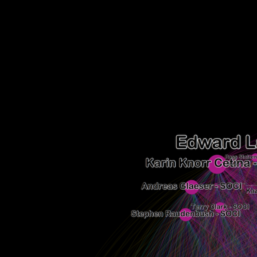 Edward L
Karin Knorr Cetina -
Andreas Glaeser - SOCI
Terry Clark - SOCI
Stephen Raudenbush - SOCI